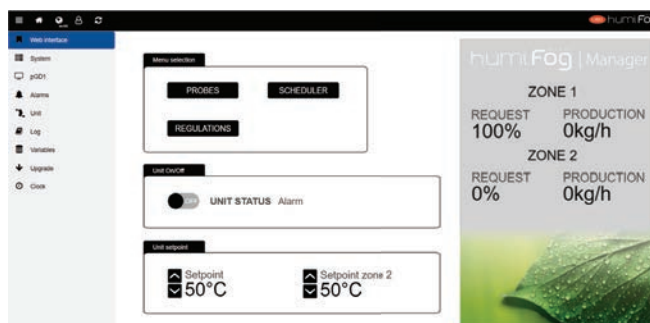 humiFo
Web interface
System
pGD1
Alarms
Unit
Log
Variables
Upgrade
Clock
Menu selection
PROBES SCHEDULER
REGULATIONS
Unit On/Off
OFF UNIT STATUS Alarm
Unit setpoint
Setpoint Setpoint zone 2
50°C 50°C
humiFog | Manager
ZONE 1
REQUEST PRODUCTION
100% 0kg/h
ZONE 2
REQUEST PRODUCTION
0% 0kg/h